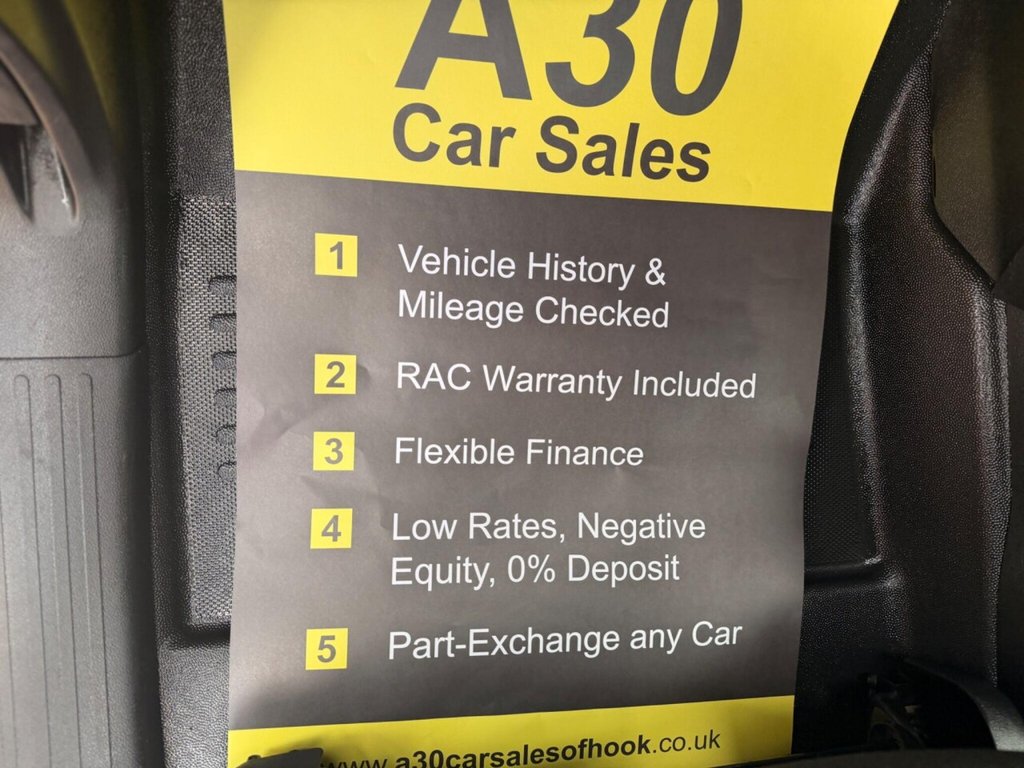 A30
Car Sales
1 Vehicle History &
Mileage Checked
2 RAC Warranty Included
3 Flexible Finance
4 Low Rates, Negative
Equity, 0% Deposit
5 Part-Exchange any Car
www.a30carsalesofhook.co.uk